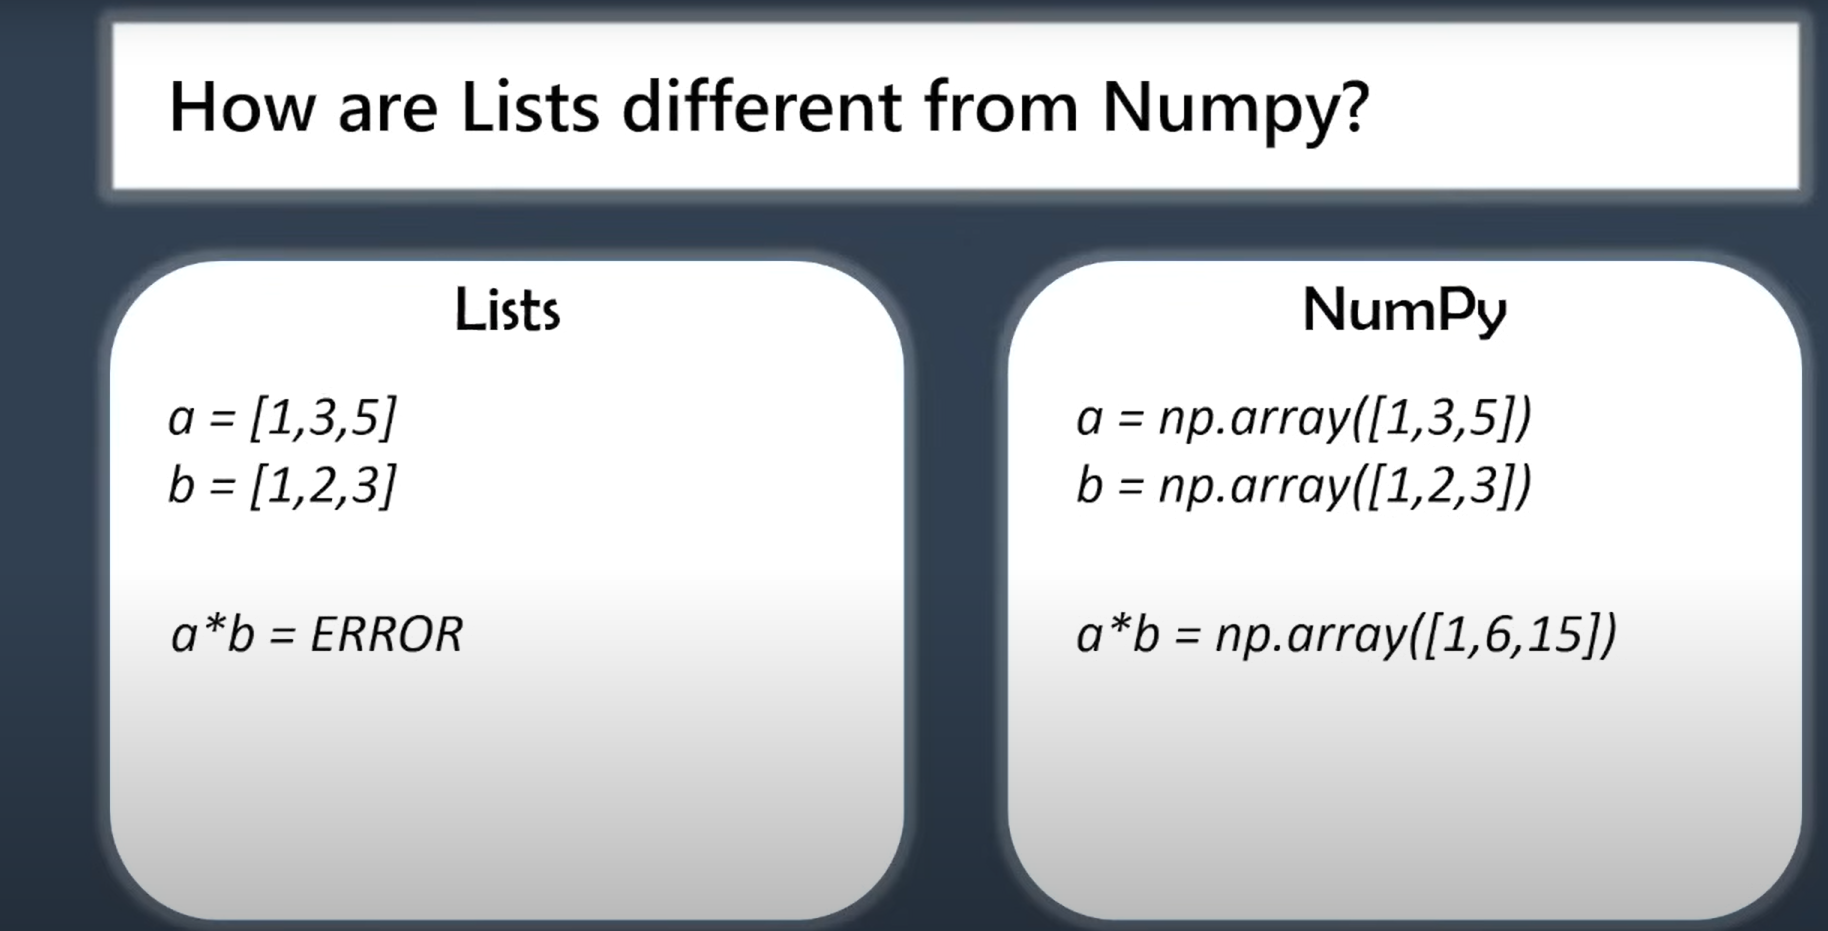 How are Lists different from Numpy?
Lists
a = [1,3,5]
b = [1,2,3]
a*b = ERROR
NumPy
a = np.array([1,3,5])
b = np.array([1,2,3])
a*b = np.array([1,6,15])